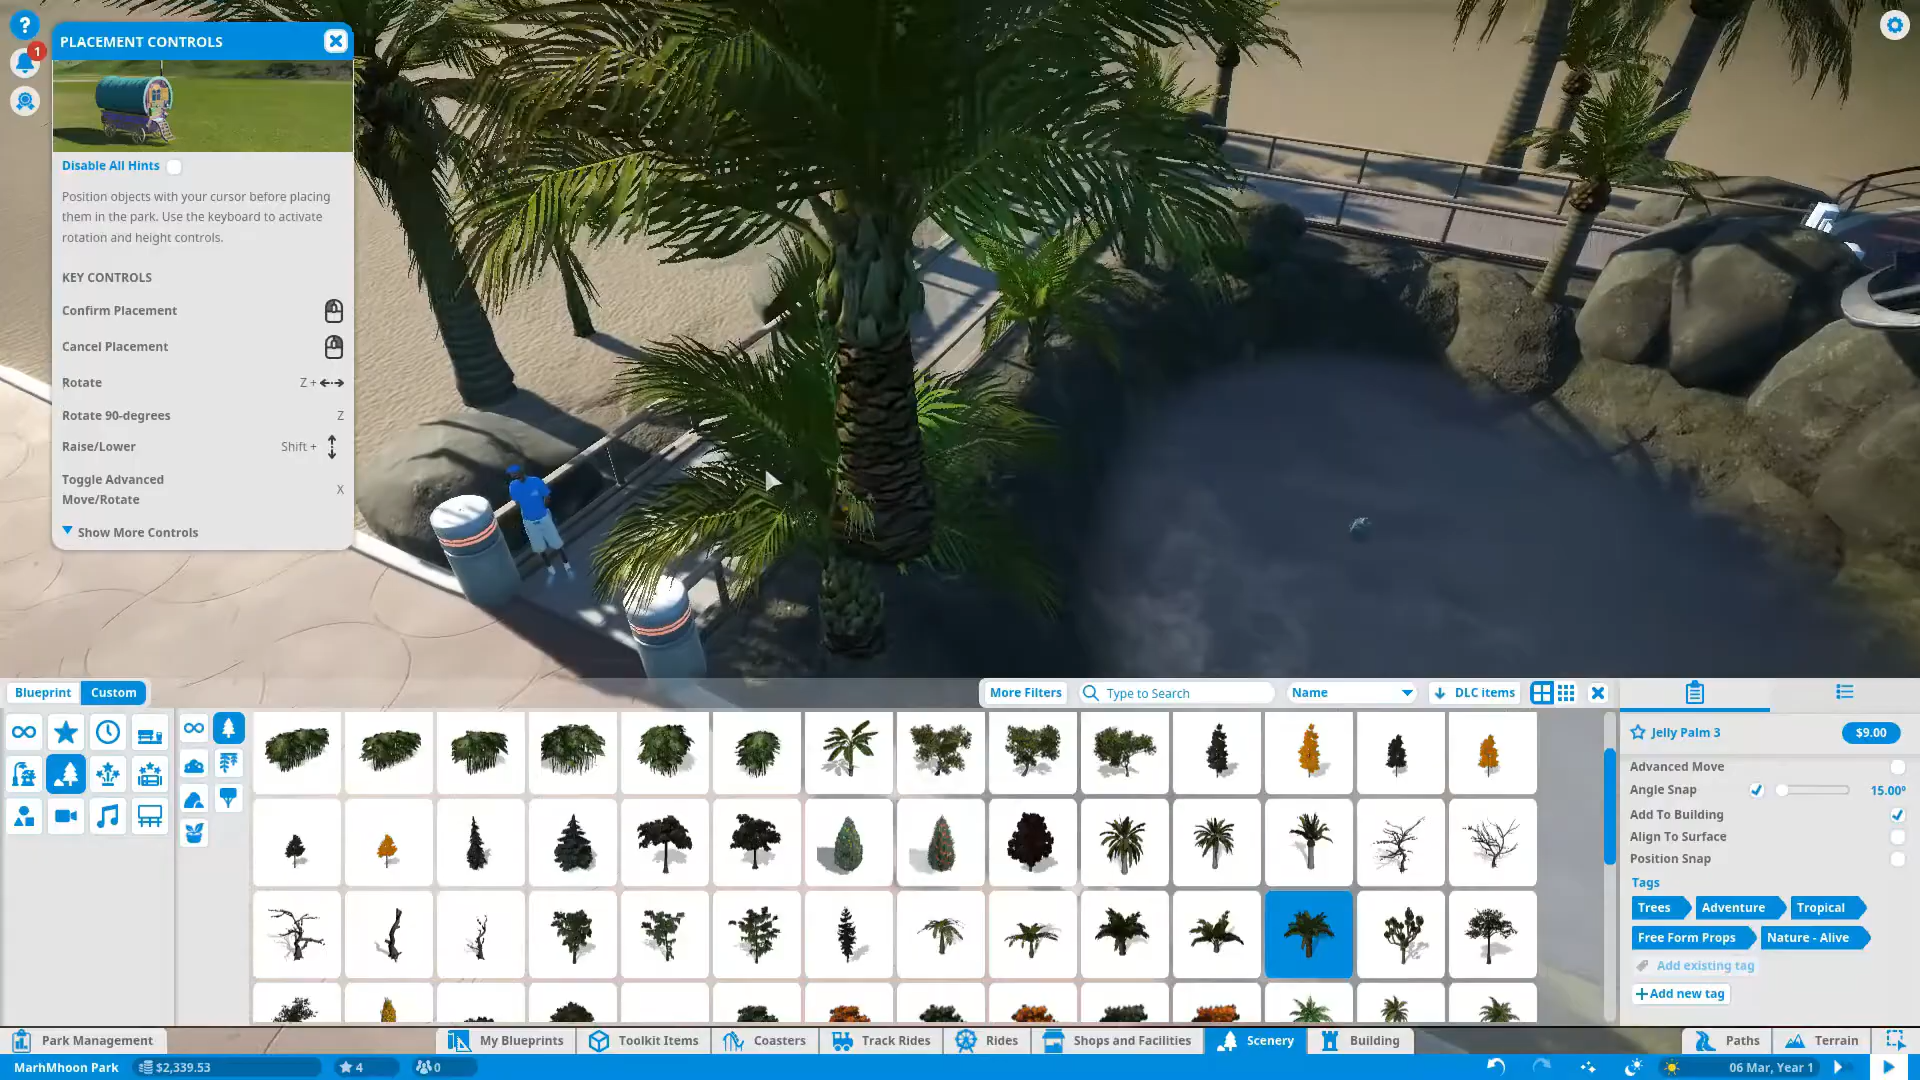 ?
1
PLACEMENT CONTROLS
Disable All Hints
Position objects with your cursor before placing
them in the park. Use the keyboard to activate
rotation and height controls.
KEY CONTROLS
Confirm Placement
Cancel Placement
Rotate Z +
Rotate 90-degrees Z
Raise/Lower Shift +
Toggle Advanced
Move/Rotate X
Show More Controls
Blueprint Custom
More Filters Type to Search Name DLC items
Jelly Palm 3 $9.00
Advanced Move
Angle Snap 15.00°
Add To Building
Align To Surface
Position Snap
Tags
Trees Adventure Tropical
Free Form Props Nature - Alive
Add existing tag
+Add new tag
Park Management My Blueprints Toolkit Items Coasters Track Rides Rides Shops and Facilities Scenery Building Paths Terrain
MarhMhoon Park $2,339.53 4 0 06 Mar, Year 1